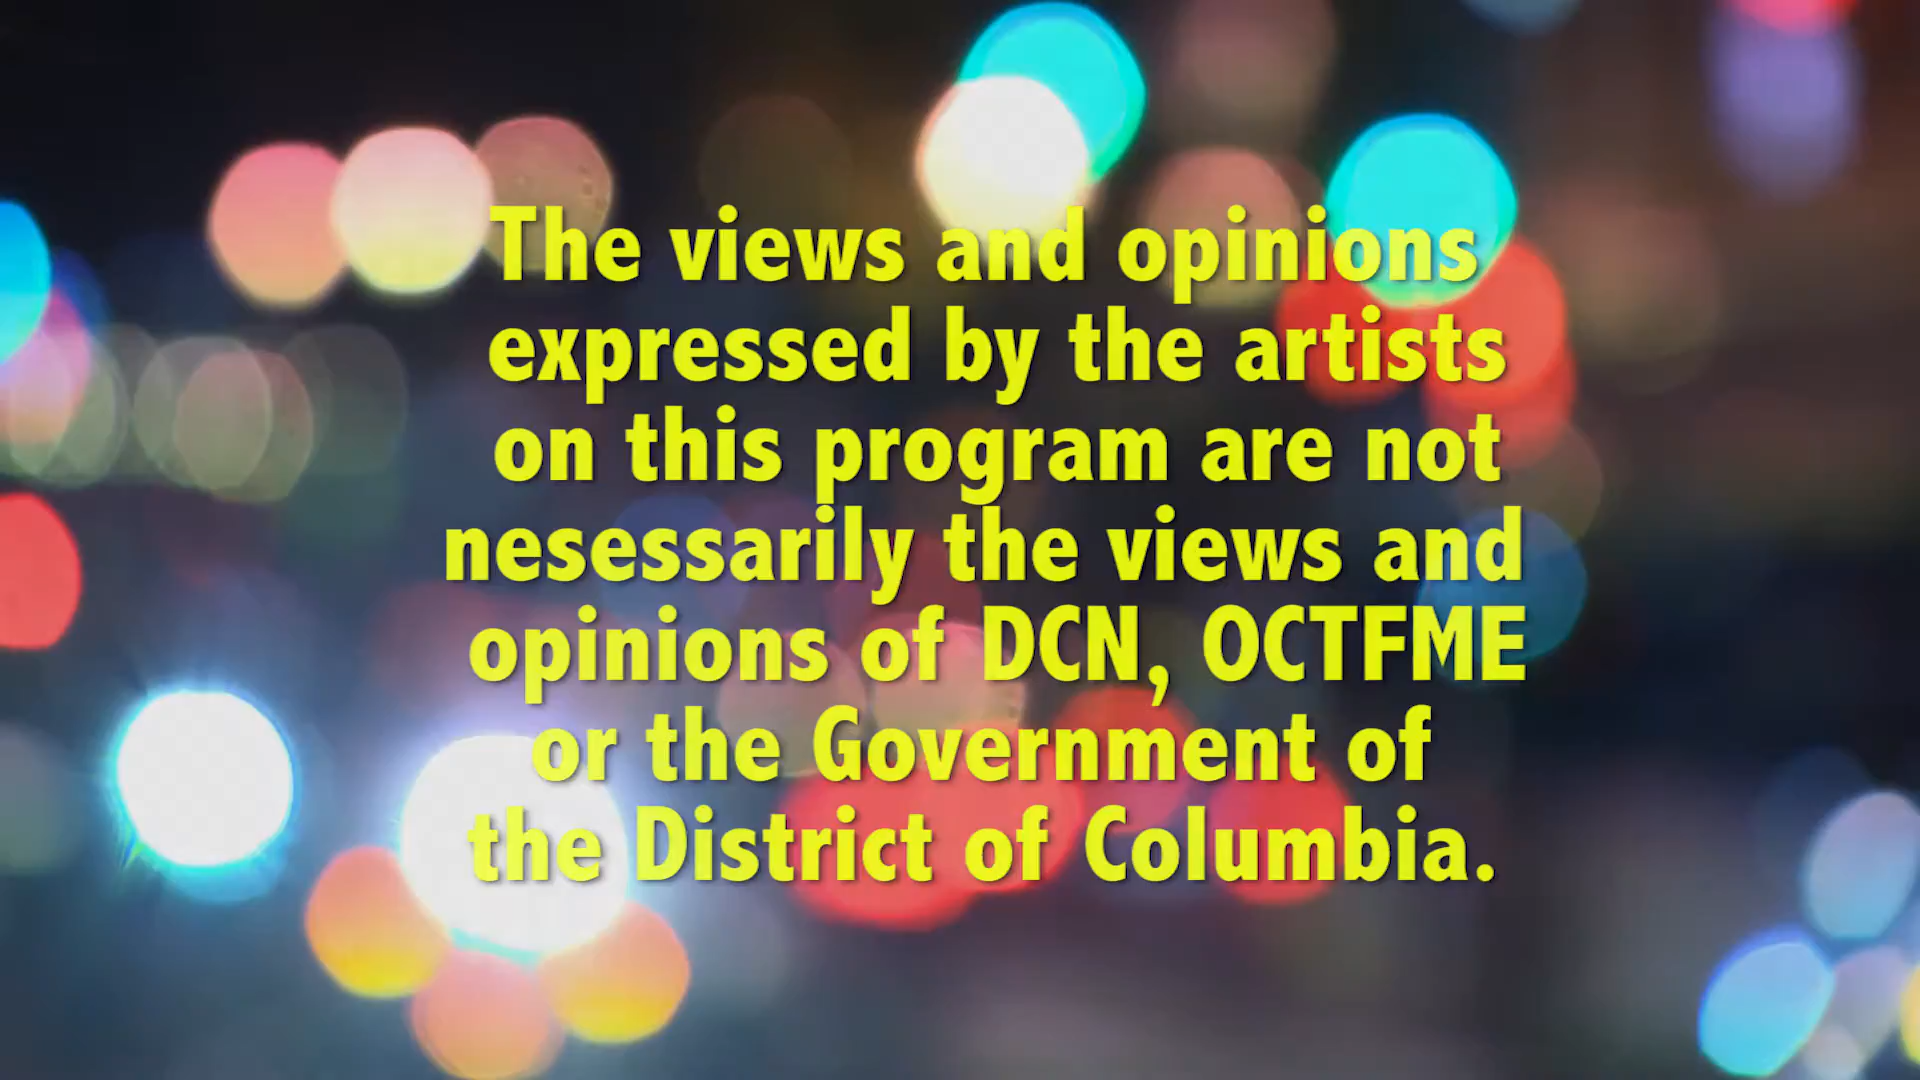 The views and opinions
expressed by the artists
on this program are not
nesessarily the views and
opinions of DCN, OCTFME
or the Government of
the District of Columbia.